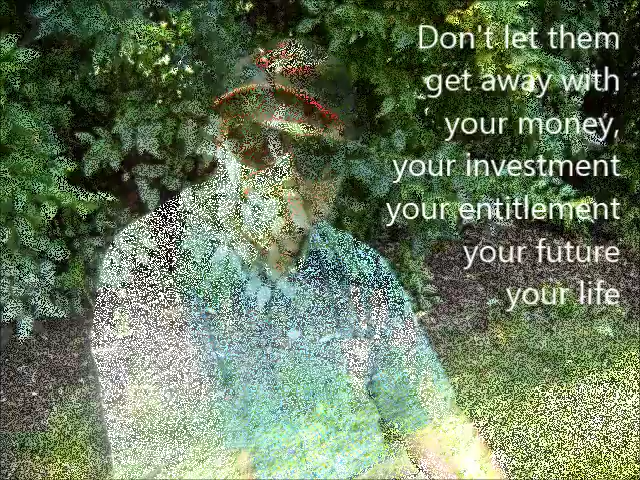 Don't let them
get away with
your money,
your investment
your entitlement
your future
your life